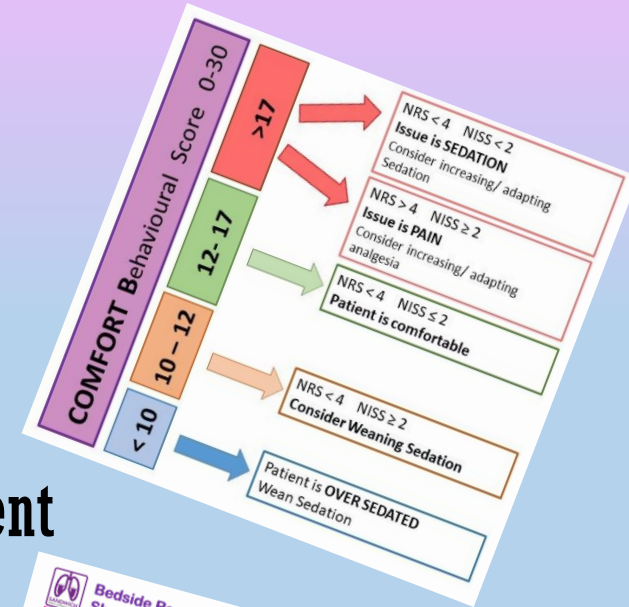 COMFORT Behavioural Score 0-30
>17
NRS < 4 NISS < 2
Issue is SEDATION
Consider increasing/ adapting
Sedation
NRS > 4 NISS ≥ 2
Issue is PAIN
Consider increasing/ adapting
analgesia
12- 17
NRS < 4 NISS ≤ 2
Patient is comfortable
10 – 12
NRS < 4 NISS ≥ 2
Consider Weaning Sedation
< 10
Patient is OVER SEDATED
Wean Sedation
ent
SANDWICH
Bedside